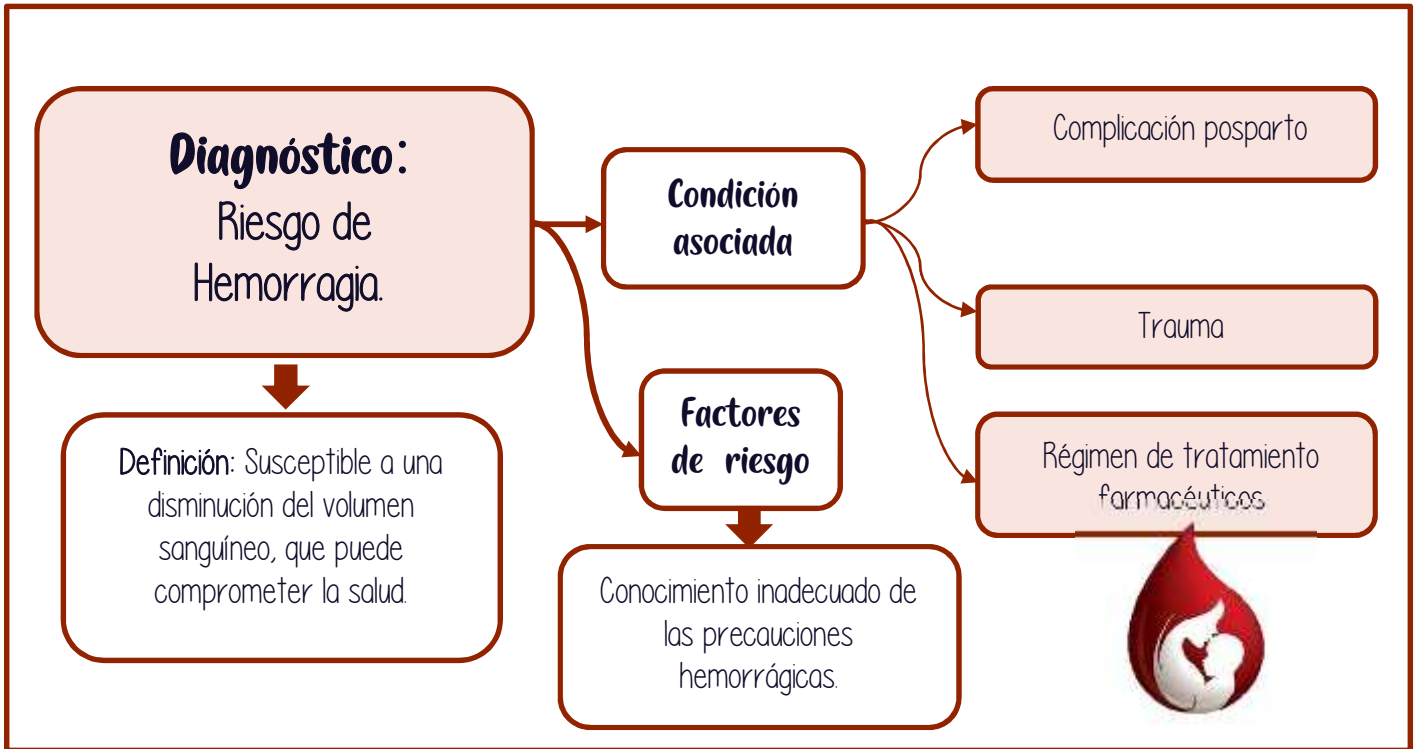 Diagnóstico:
Riesgo de
Hemorragia.
Definición: Susceptible a una
disminución del volumen
sanguíneo, que puede
comprometer la salud.
Condición
asociada
Factores
de riesgo
Conocimiento inadecuado de
las precauciones
hemorrágicas.
Complicación posparto
Trauma
Régimen de tratamiento
farmacéuticos